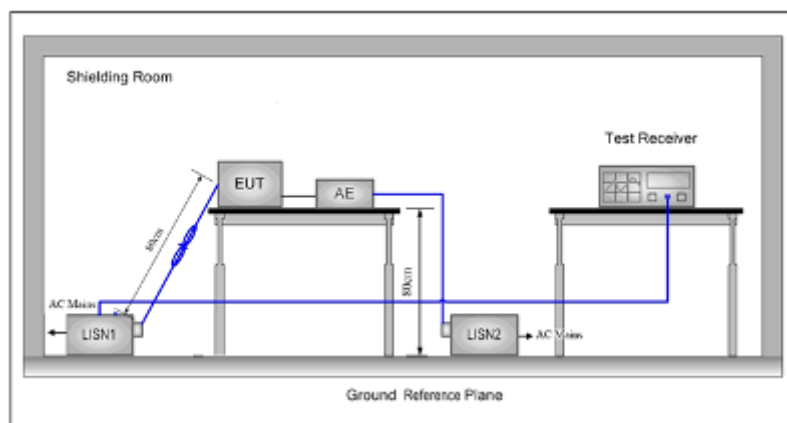 Shielding Room
Test Receiver
EUT
AE
80cm
80cm
AC Mains
LISN1
LISN2
AC Mains
Ground Reference Plane